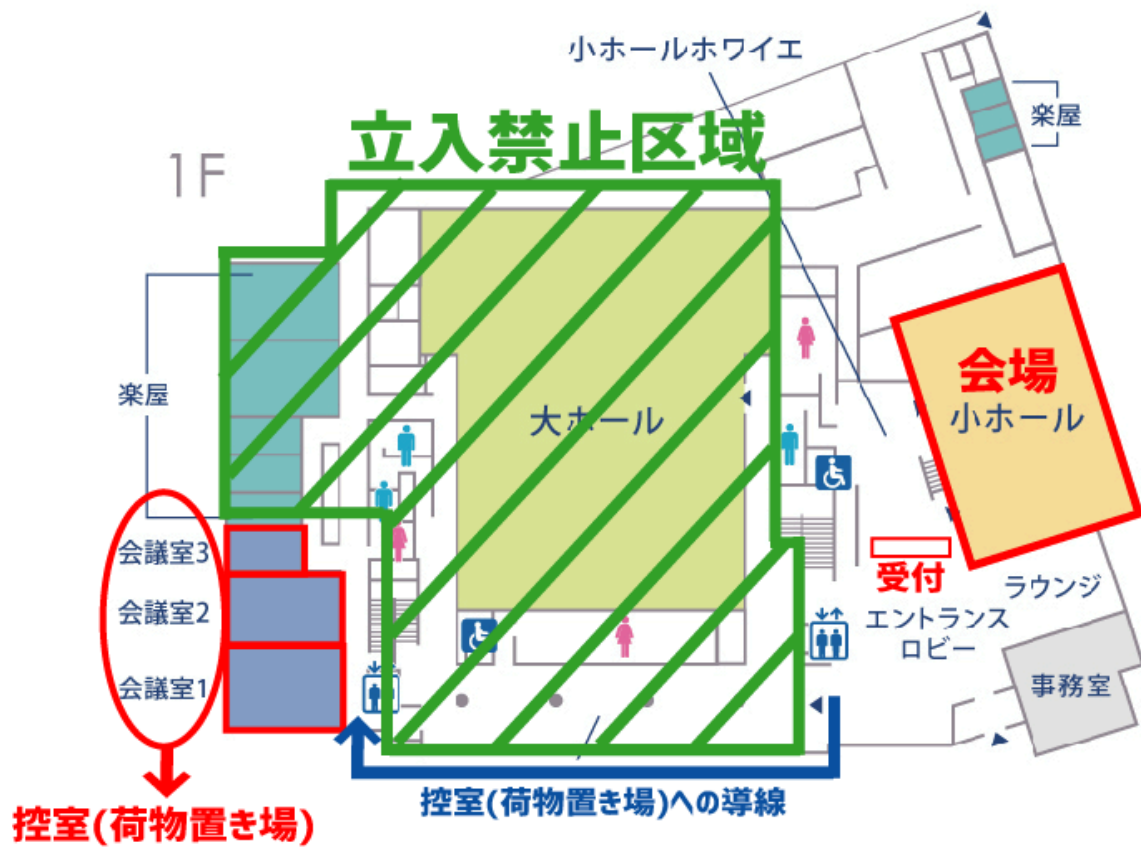 小ホールホワイエ
楽屋
立入禁止区域
1F
楽屋
大ホール
会場
小ホール
会議室3
会議室2
会議室1
受付
ラウンジ
エントランス
ロビー
事務室
控室(荷物置き場)への導線
控室(荷物置き場)